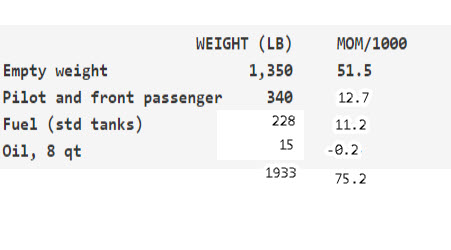 WEIGHT (LB) MOM/1000
Empty weight 1,350 51.5
Pilot and front passenger 340 12.7
Fuel (std tanks) 228 11.2
Oil, 8 qt 15 -0.2
1933 75.2